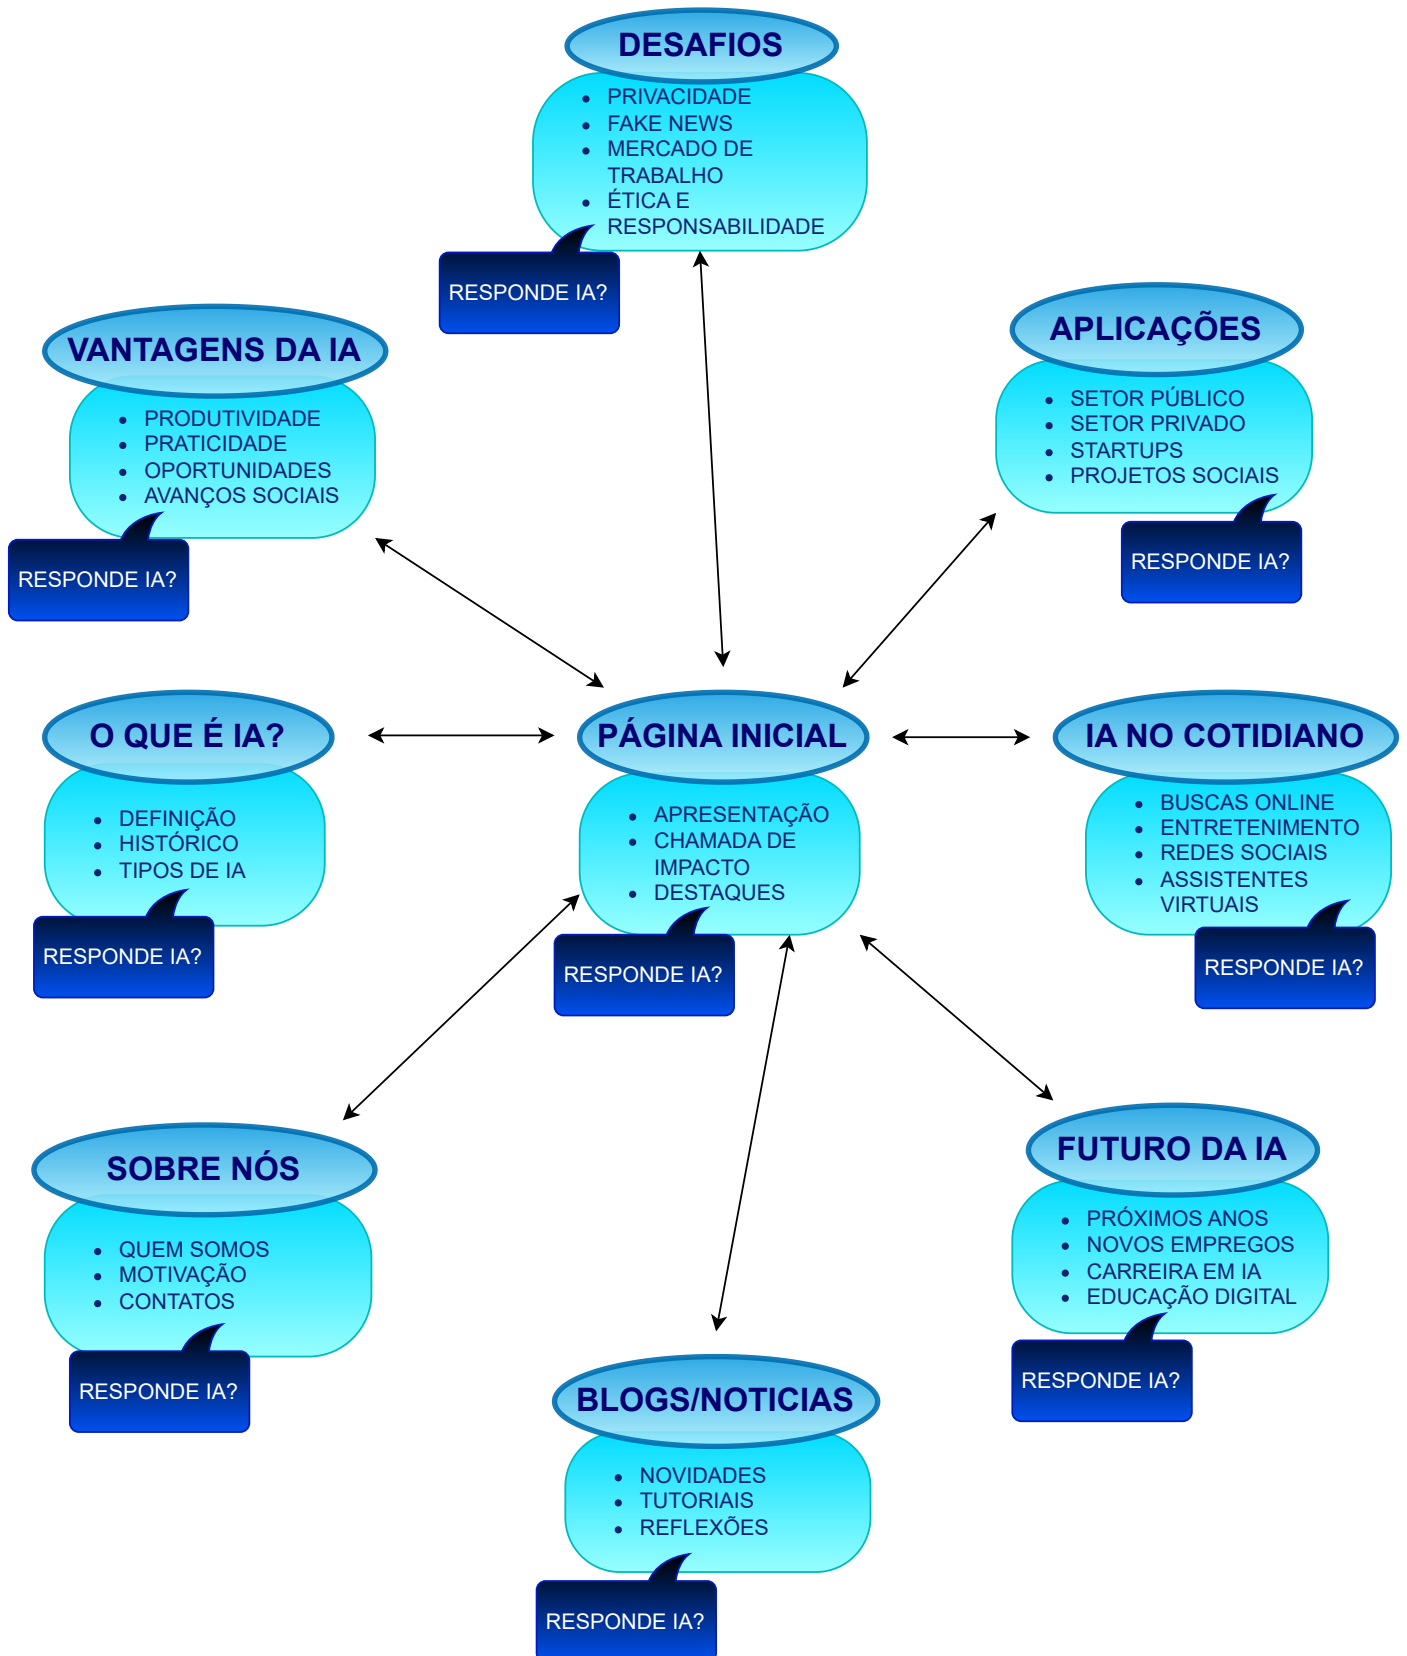 DESAFIOS
PRIVACIDADE
FAKE NEWS
MERCADO DE
TRABALHO
ÉTICA E
RESPONSABILIDADE
RESPONDE IA?
VANTAGENS DA IA
PRODUTIVIDADE
PRATICIDADE
OPORTUNIDADES
AVANÇOS SOCIAIS
RESPONDE IA?
APLICAÇÕES
SETOR PÚBLICO
SETOR PRIVADO
STARTUPS
PROJETOS SOCIAIS
RESPONDE IA?
O QUE É IA?
DEFINIÇÃO
HISTÓRICO
TIPOS DE IA
RESPONDE IA?
PÁGINA INICIAL
APRESENTAÇÃO
CHAMADA DE
IMPACTO
DESTAQUES
RESPONDE IA?
IA NO COTIDIANO
BUSCAS ONLINE
ENTRETENIMENTO
REDES SOCIAIS
ASSISTENTES
VIRTUAIS
RESPONDE IA?
SOBRE NÓS
QUEM SOMOS
MOTIVAÇÃO
CONTATOS
RESPONDE IA?
FUTURO DA IA
PRÓXIMOS ANOS
NOVOS EMPREGOS
CARREIRA EM IA
EDUCAÇÃO DIGITAL
RESPONDE IA?
BLOGS/NOTICIAS
NOVIDADES
TUTORIAIS
REFLEXÕES
RESPONDE IA?